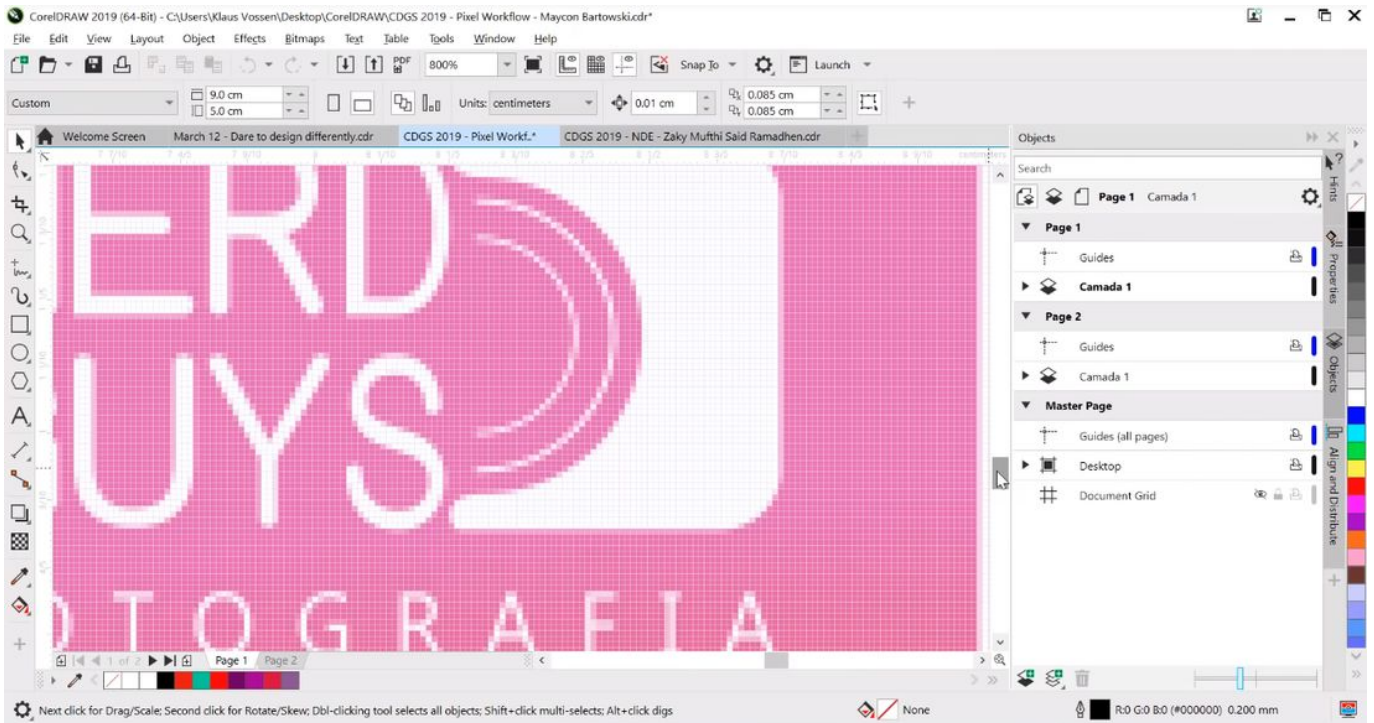 CorelDRAW 2019 (64-Bit) - C:\Users\Klaus Vossen\Desktop\CorelDRAW\CDGS 2019 - Pixel Workflow - Maycon Bartowski.cdr*
File Edit View Layout Object Effects Bitmaps Text Table Tools Window Help
PDF 800% Snap To Launch
Custom 9.0 cm 5.0 cm Units: centimeters 0.01 cm 0.085 cm 0.085 cm
Welcome Screen March 12 - Dare to design differently.cdr CDGS 2019 - Pixel Workf..* CDGS 2019 - NDE - Zaky Mufthi Said Ramadhen.cdr
ERD
UYS
OTOGRAFIA
1 of 2 Page 1 Page 2
Objects
Search
Page 1 Camada 1
Page 1
Guides
Camada 1
Page 2
Guides
Camada 1
Master Page
Guides (all pages)
Desktop
Document Grid
Hints
Properties
Objects
Align and Distribute
Next click for Drag/Scale; Second click for Rotate/Skew; Dbl-clicking tool selects all objects; Shift+click multi-selects; Alt+click digs None R:0 G:0 B:0 (#000000) 0.200 mm